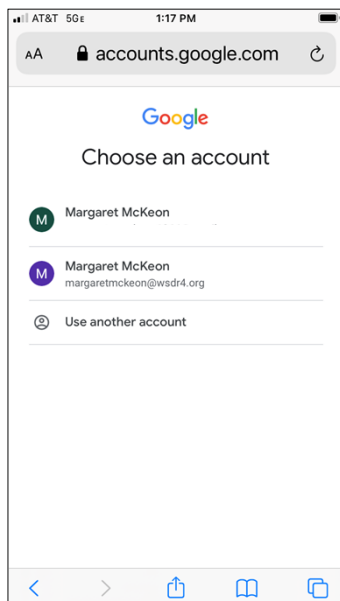 AT&T 5GE 1:17 PM
AA accounts.google.com
Google
Choose an account
M Margaret McKeon
M Margaret McKeon
margaretmckeon@wsdr4.org
Use another account